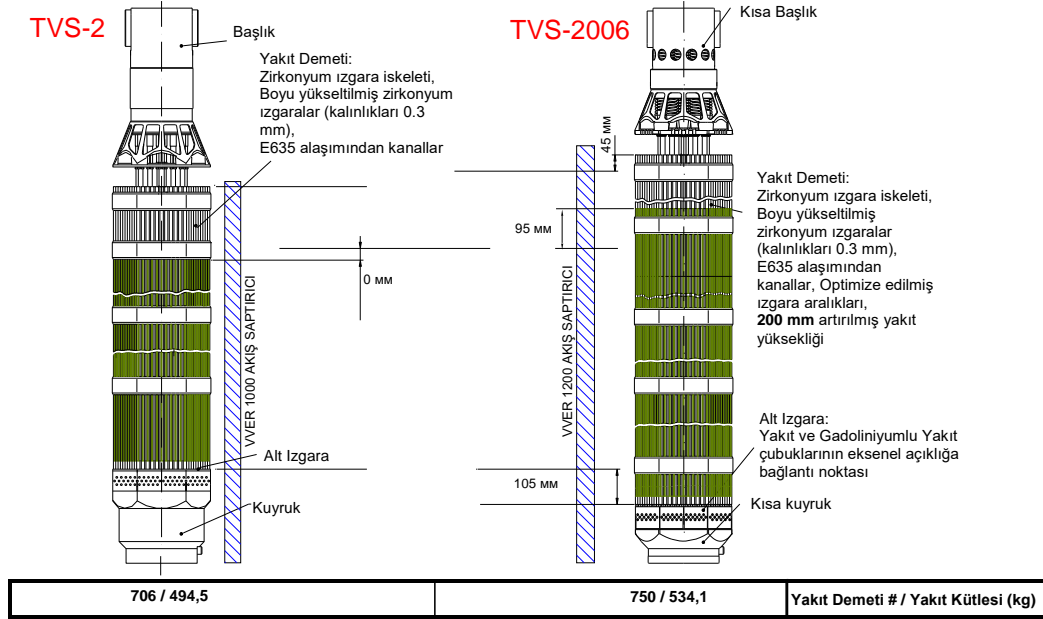 TVS-2
Başlık
Yakıt Demeti:
Zirkonyum ızgara iskeleti,
Boyu yükseltilmiş zirkonyum
ızgaralar (kalınlıkları 0.3
mm),
E635 alaşımından kanallar
VVER 1000 AKIŞ SAPTIRICI
0 мм
Alt Izgara
Kuyruk
TVS-2006
Kısa Başlık
45 мм
95 мм
VVER 1200 AKIŞ SAPTIRICI
105 мм
Yakıt Demeti:
Zirkonyum ızgara iskeleti,
Boyu yükseltilmiş
zirkonyum ızgaralar
(kalınlıkları 0.3 mm),
E635 alaşımından
kanallar, Optimize edilmiş
ızgara aralıkları,
200 mm artırılmış yakıt
yüksekliği
Alt Izgara:
Yakıt ve Gadoliniyumlu Yakıt
çubuklarının eksenel açıklığa
bağlantı noktası
Kısa kuyruk
706 / 494,5
750 / 534,1
Yakıt Demeti # / Yakıt Kütlesi (kg)